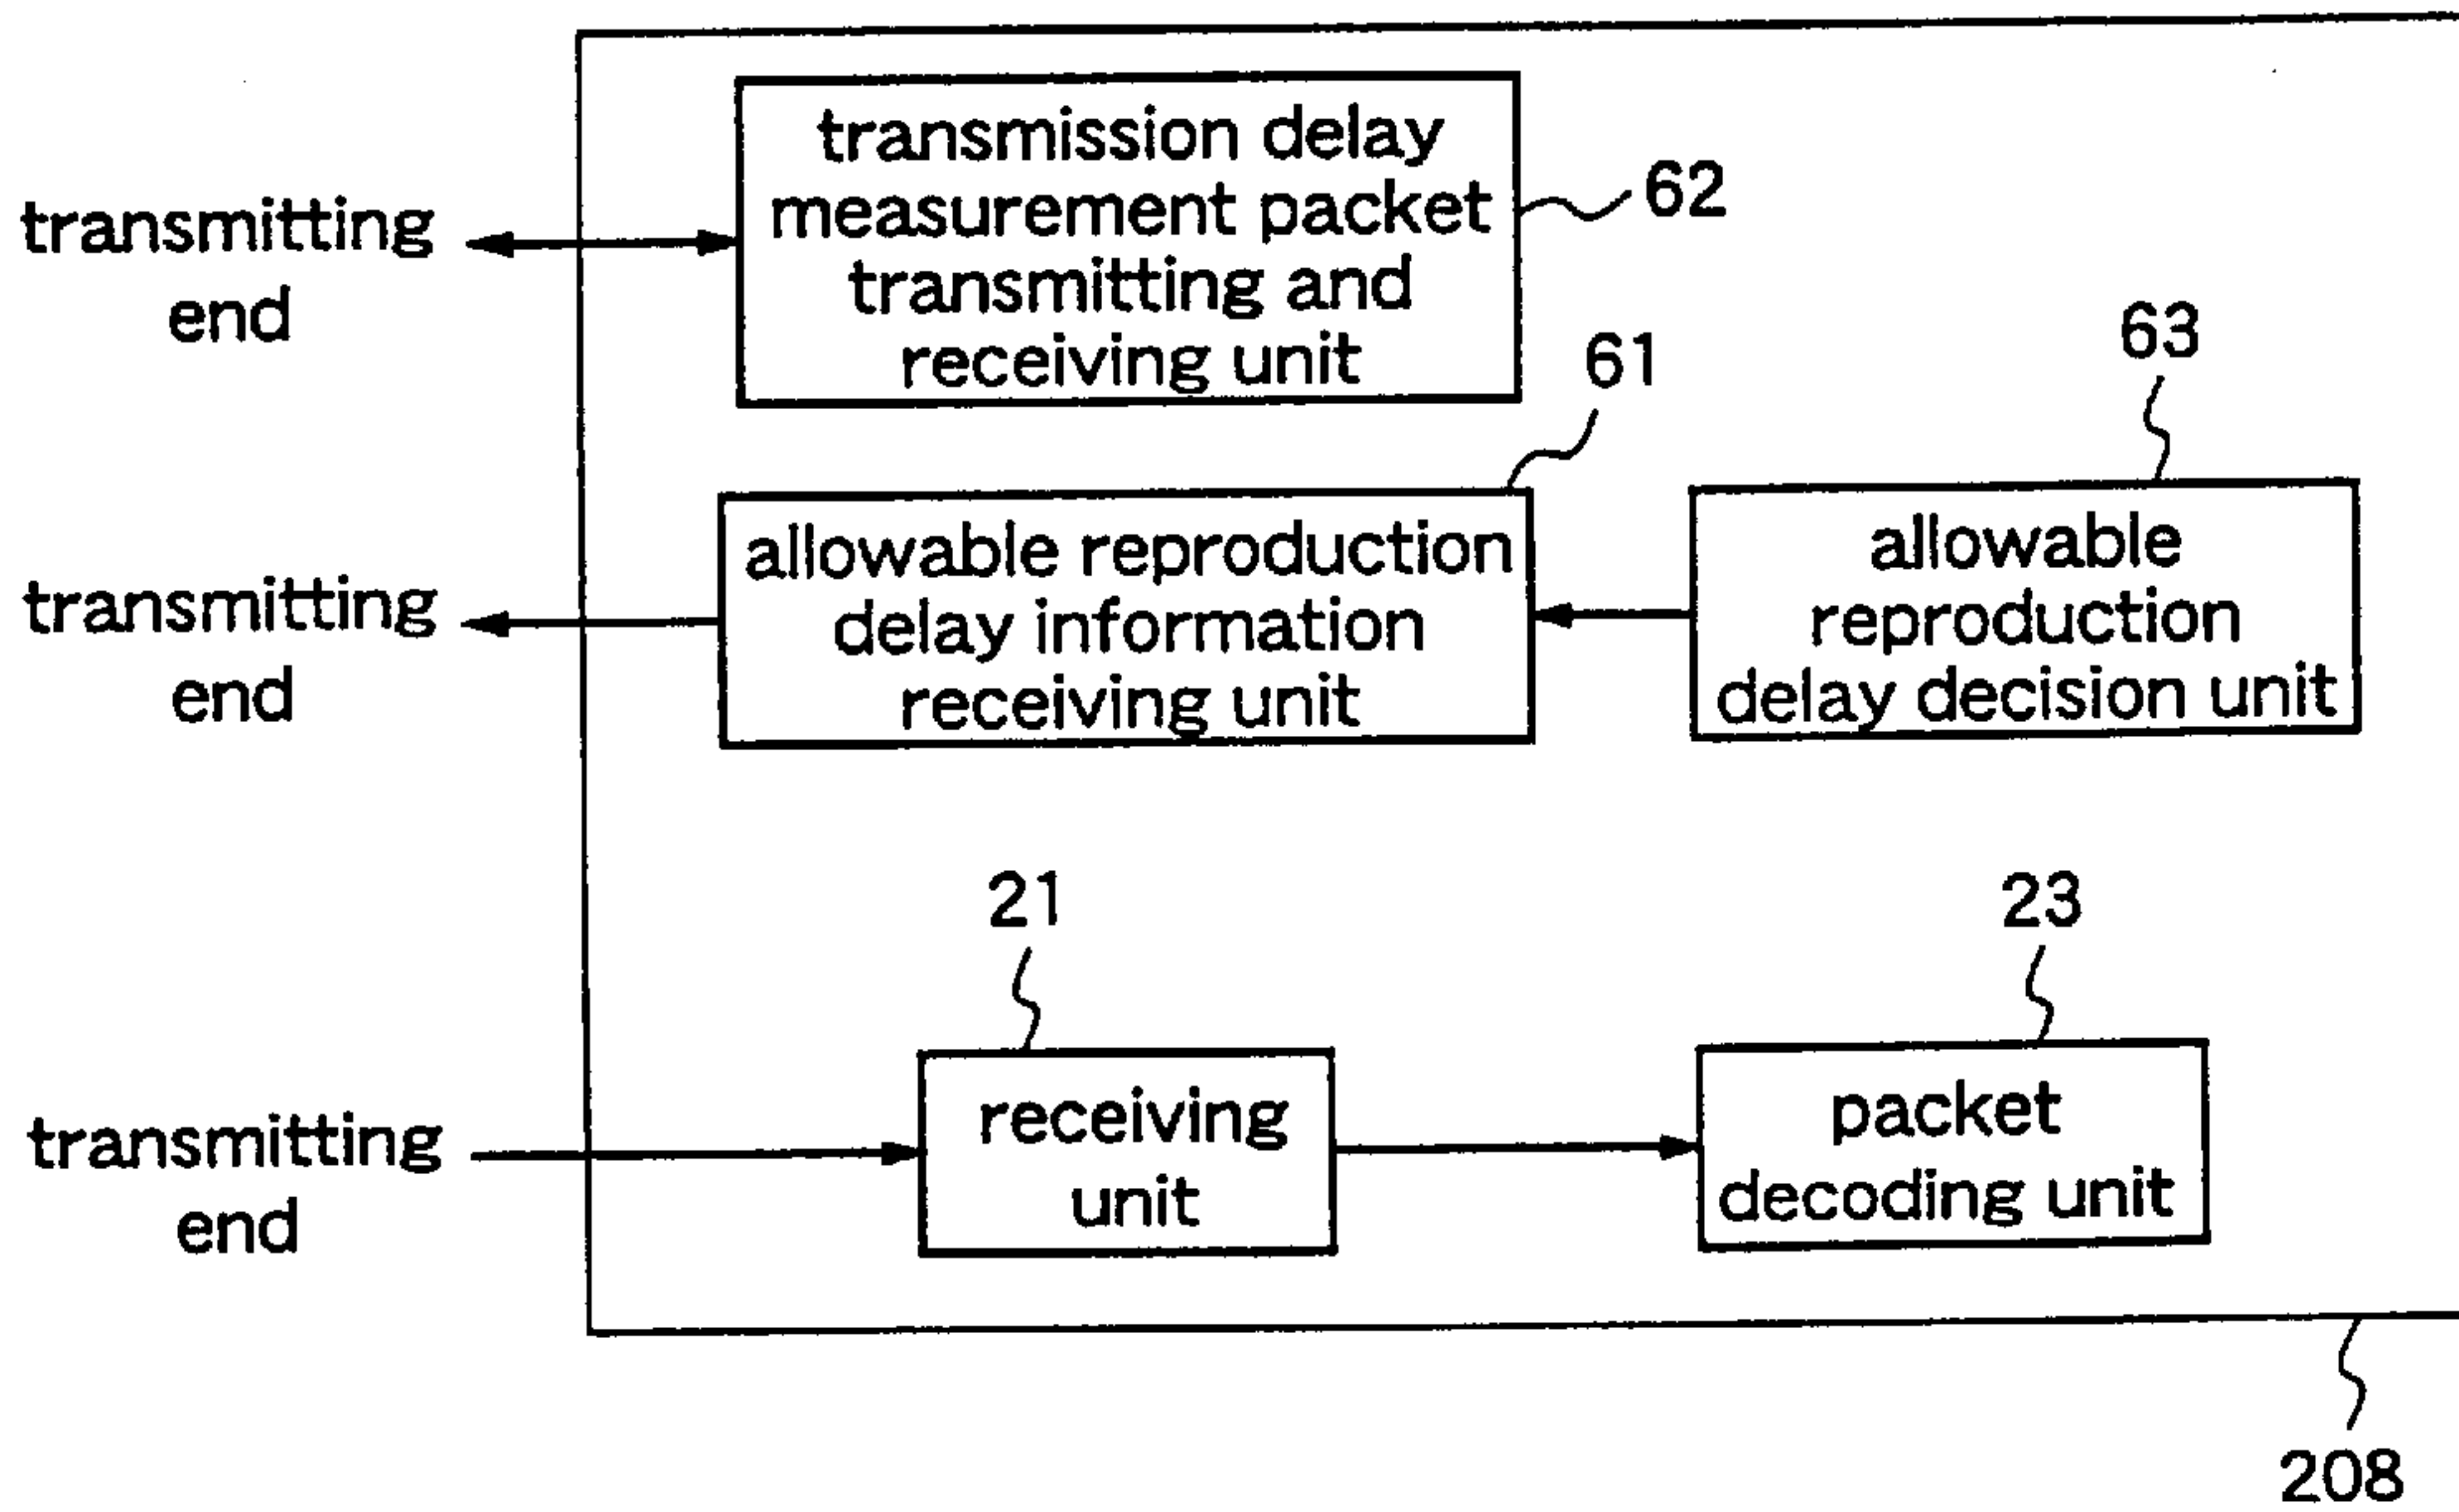 transmission delay
measurement packet
transmitting and
receiving unit
62
transmitting
end
61
63
allowable reproduction
delay information
receiving unit
allowable
reproduction
delay decision unit
transmitting
end
21
23
receiving
unit
packet
decoding unit
transmitting
end
208